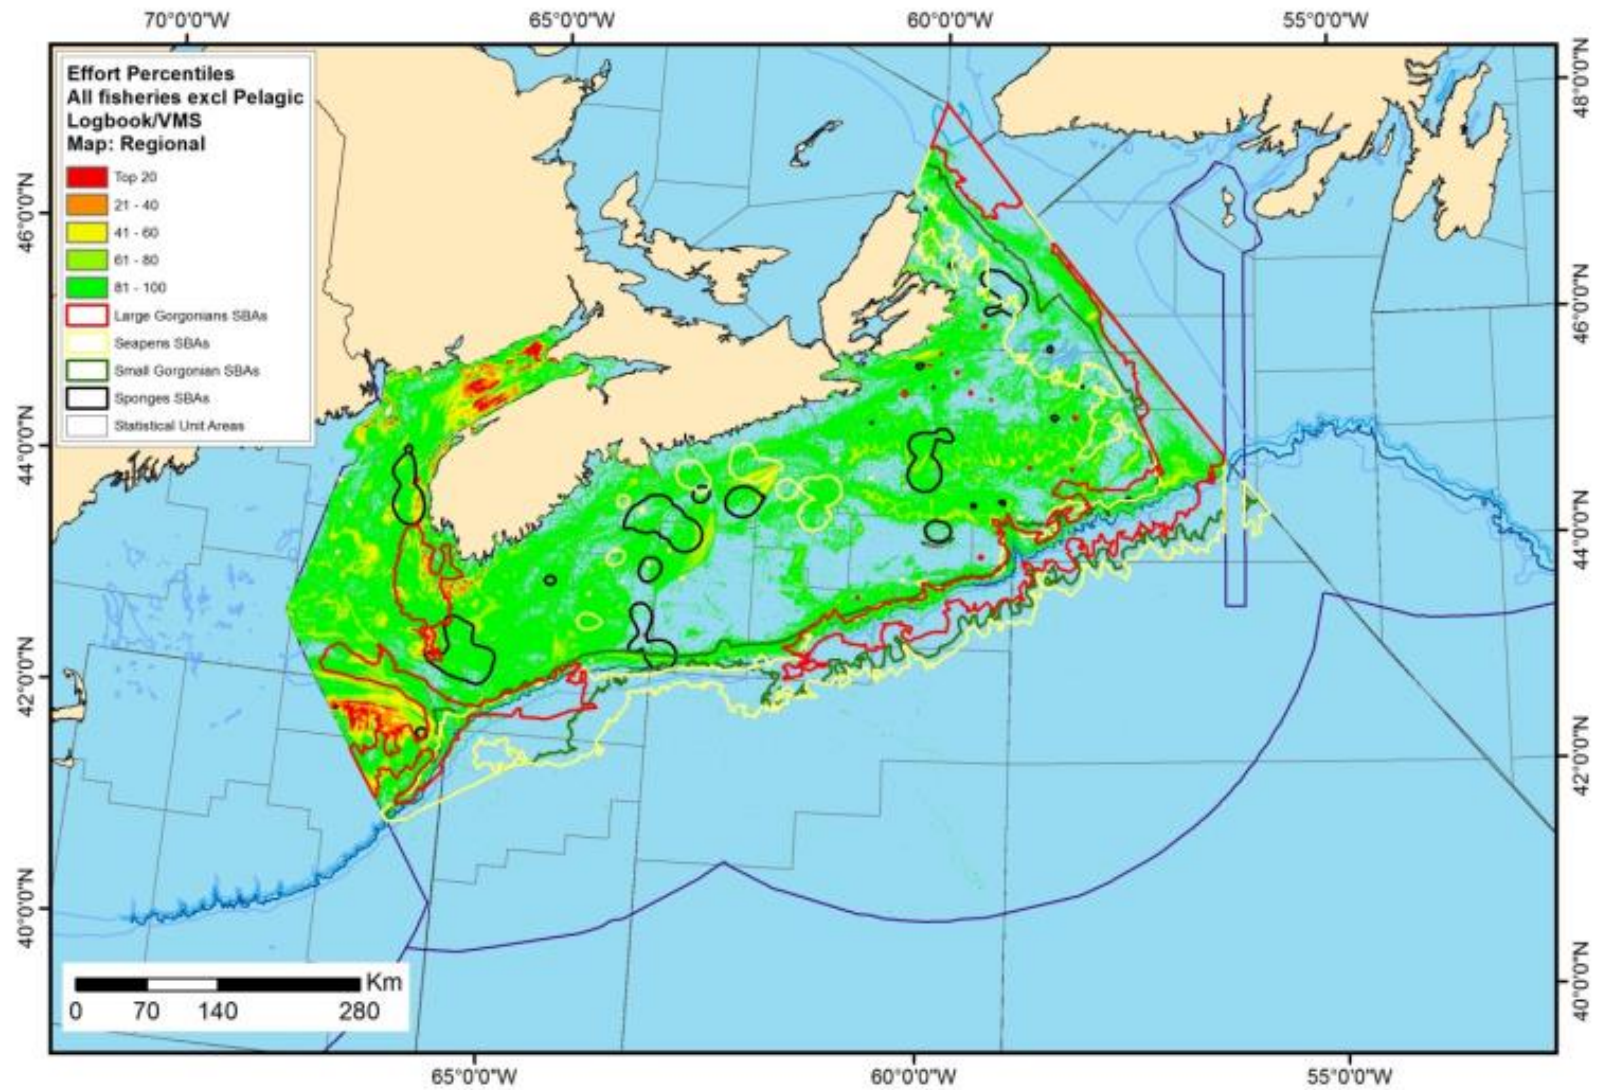 70°0'0"W 65°0'0"W 60°0'0"W 55°0'0"W
Effort Percentiles
All fisheries excl Pelagic
Logbook/VMS
Map: Regional
Top 20
21 - 40
41 - 60
61 - 80
81 - 100
Large Gorgonians SBAs
Seapens SBAs
Small Gorgonian SBAs
Sponges SBAs
Statistical Unit Areas
46°0'0"N
44°0'0"N
42°0'0"N
40°0'0"N
48°0'0"N
46°0'0"N
44°0'0"N
42°0'0"N
40°0'0"N
Km
0 70 140 280
65°0'0"W 60°0'0"W 55°0'0"W